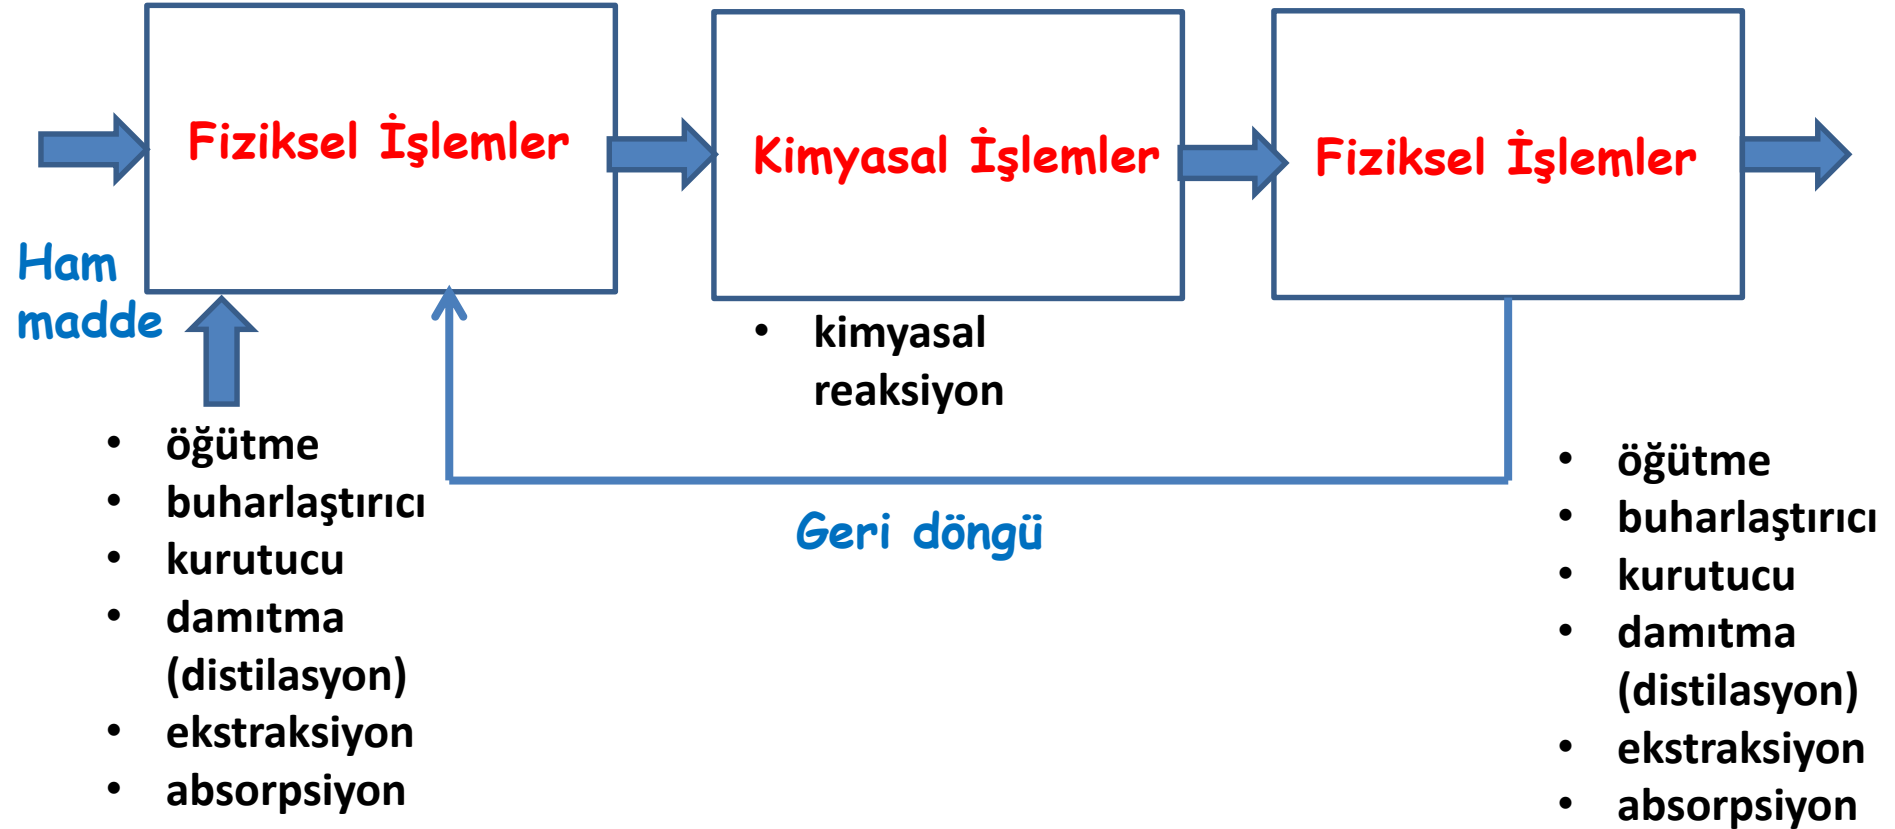 Fiziksel İşlemler
Kimyasal İşlemler
Fiziksel İşlemler
Ham
madde
• kimyasal
reaksiyon
• öğütme
• buharlaştırıcı
• kurutucu
• damıtma
(distilasyon)
• ekstraksiyon
• absorpsiyon
Geri döngü
• öğütme
• buharlaştırıcı
• kurutucu
• damıtma
(distilasyon)
• ekstraksiyon
• absorpsiyon